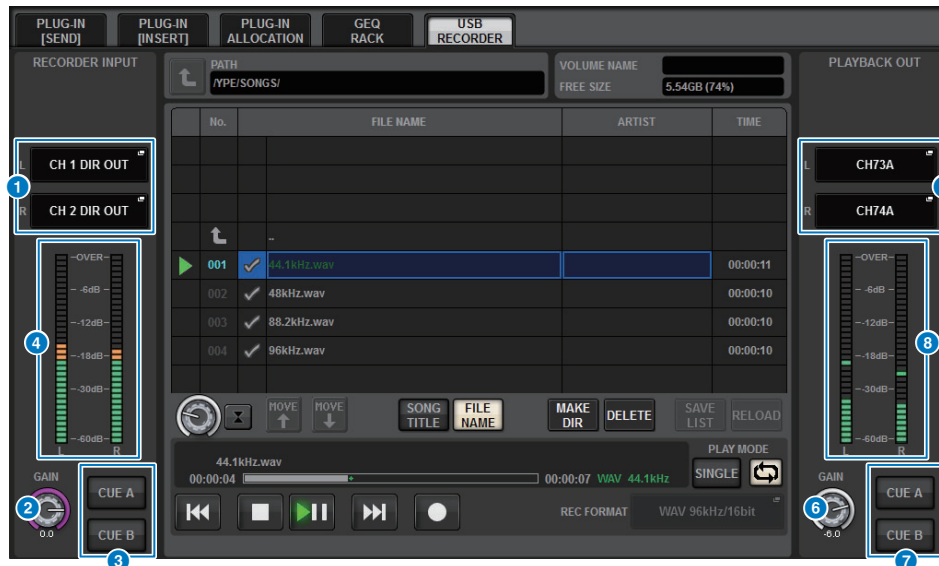 PLUG-IN [SEND]
PLUG-IN [INSERT]
PLUG-IN ALLOCATION
GEQ RACK
USB RECORDER
RECORDER INPUT
PATH
/YPE/SONGS/
VOLUME NAME
FREE SIZE 5.54GB (74%)
PLAYBACK OUT
No. FILE NAME ARTIST TIME
L CH 1 DIR OUT
R CH 2 DIR OUT
1
..
001 44.1kHz.wav 00:00:11
002 48kHz.wav 00:00:10
003 88.2kHz.wav 00:00:10
004 96kHz.wav 00:00:10
L CH73A
R CH74A
OVER
-6dB
-12dB
-18dB
-30dB
-60dB
L R
4
OVER
-6dB
-12dB
-18dB
-30dB
-60dB
L R
8
MOVE
MOVE
SONG TITLE
FILE NAME
MAKE DIR
DELETE
SAVE LIST
RELOAD
44.1kHz.wav
00:00:04 00:00:07 WAV 44.1kHz
PLAY MODE
SINGLE
REC FORMAT WAV 96kHz/16bit
GAIN
2
0.0
CUE A
CUE B
3
GAIN
6
-6.0
CUE A
CUE B
7